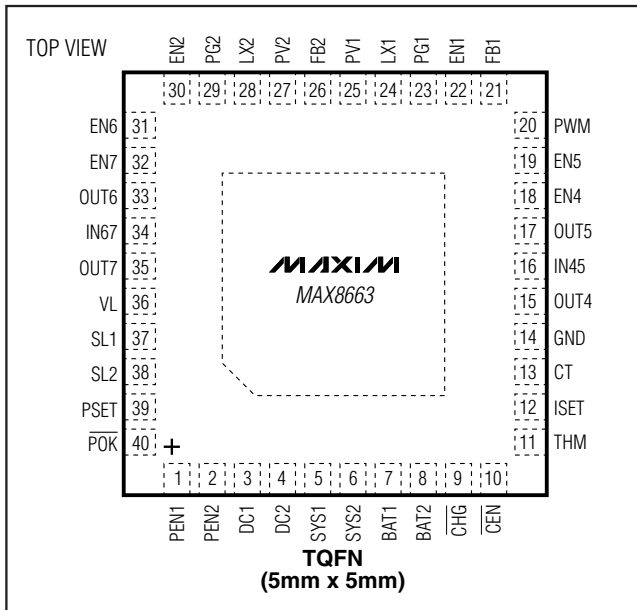 TOP VIEW
EN2 PG2 LX2 PV2 FB2 PV1 LX1 PG1 EN1 FB1
30 29 28 27 26 25 24 23 22 21
EN6 31
EN7 32
OUT6 33
IN67 34
OUT7 35
VL 36
SL1 37
SL2 38
PSET 39
POK 40
+
20 PWM
19 EN5
18 EN4
17 OUT5
16 IN45
15 OUT4
14 GND
13 CT
12 ISET
11 THM
MAXIM
MAX8663
1 2 3 4 5 6 7 8 9 10
PEN1 PEN2 DC1 DC2 SYS1 SYS2 BAT1 BAT2 CHG CEN
TQFN
(5mm x 5mm)